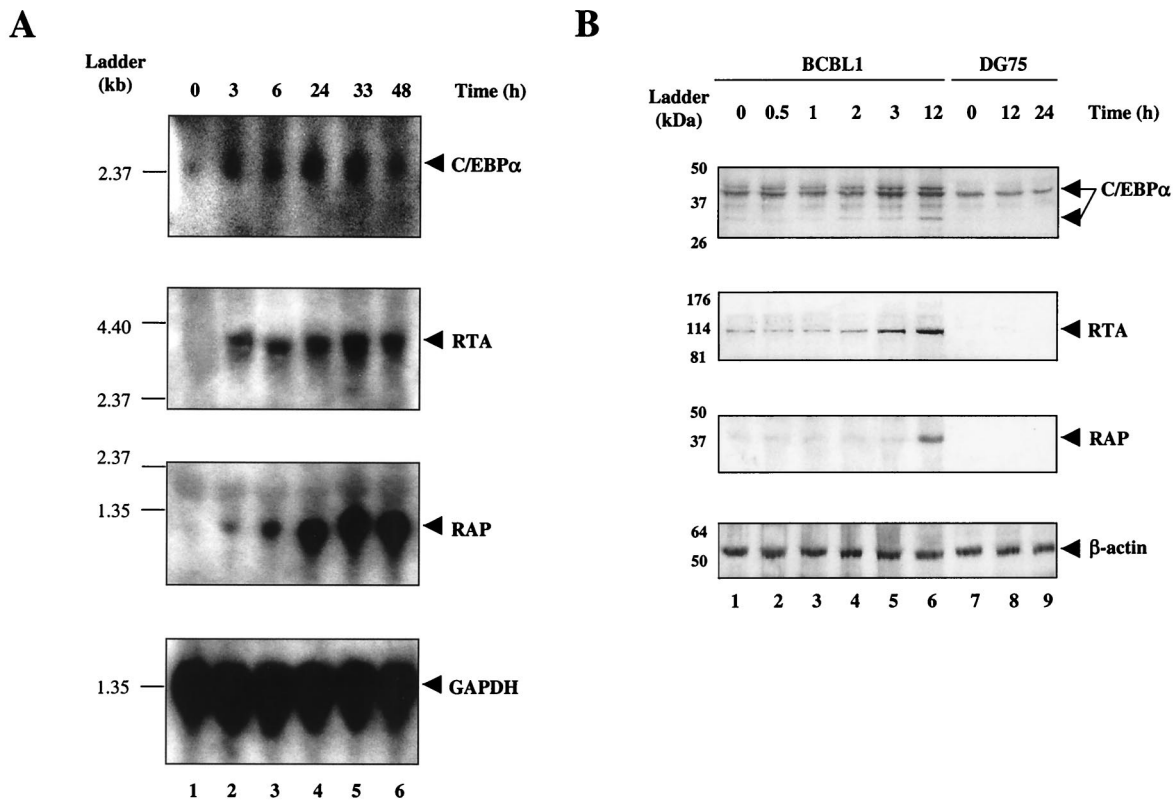 A
Ladder
(kb)
0 3 6 24 33 48 Time (h)
2.37
C/EBPα
4.40
RTA
2.37
2.37
1.35
RAP
1.35
GAPDH
1 2 3 4 5 6
B
BCBL1 DG75
Ladder
(kDa)
0 0.5 1 2 3 12 0 12 24 Time (h)
50
C/EBPα
37
26
176
114 RTA
81
50
37 RAP
64
β-actin
50
1 2 3 4 5 6 7 8 9